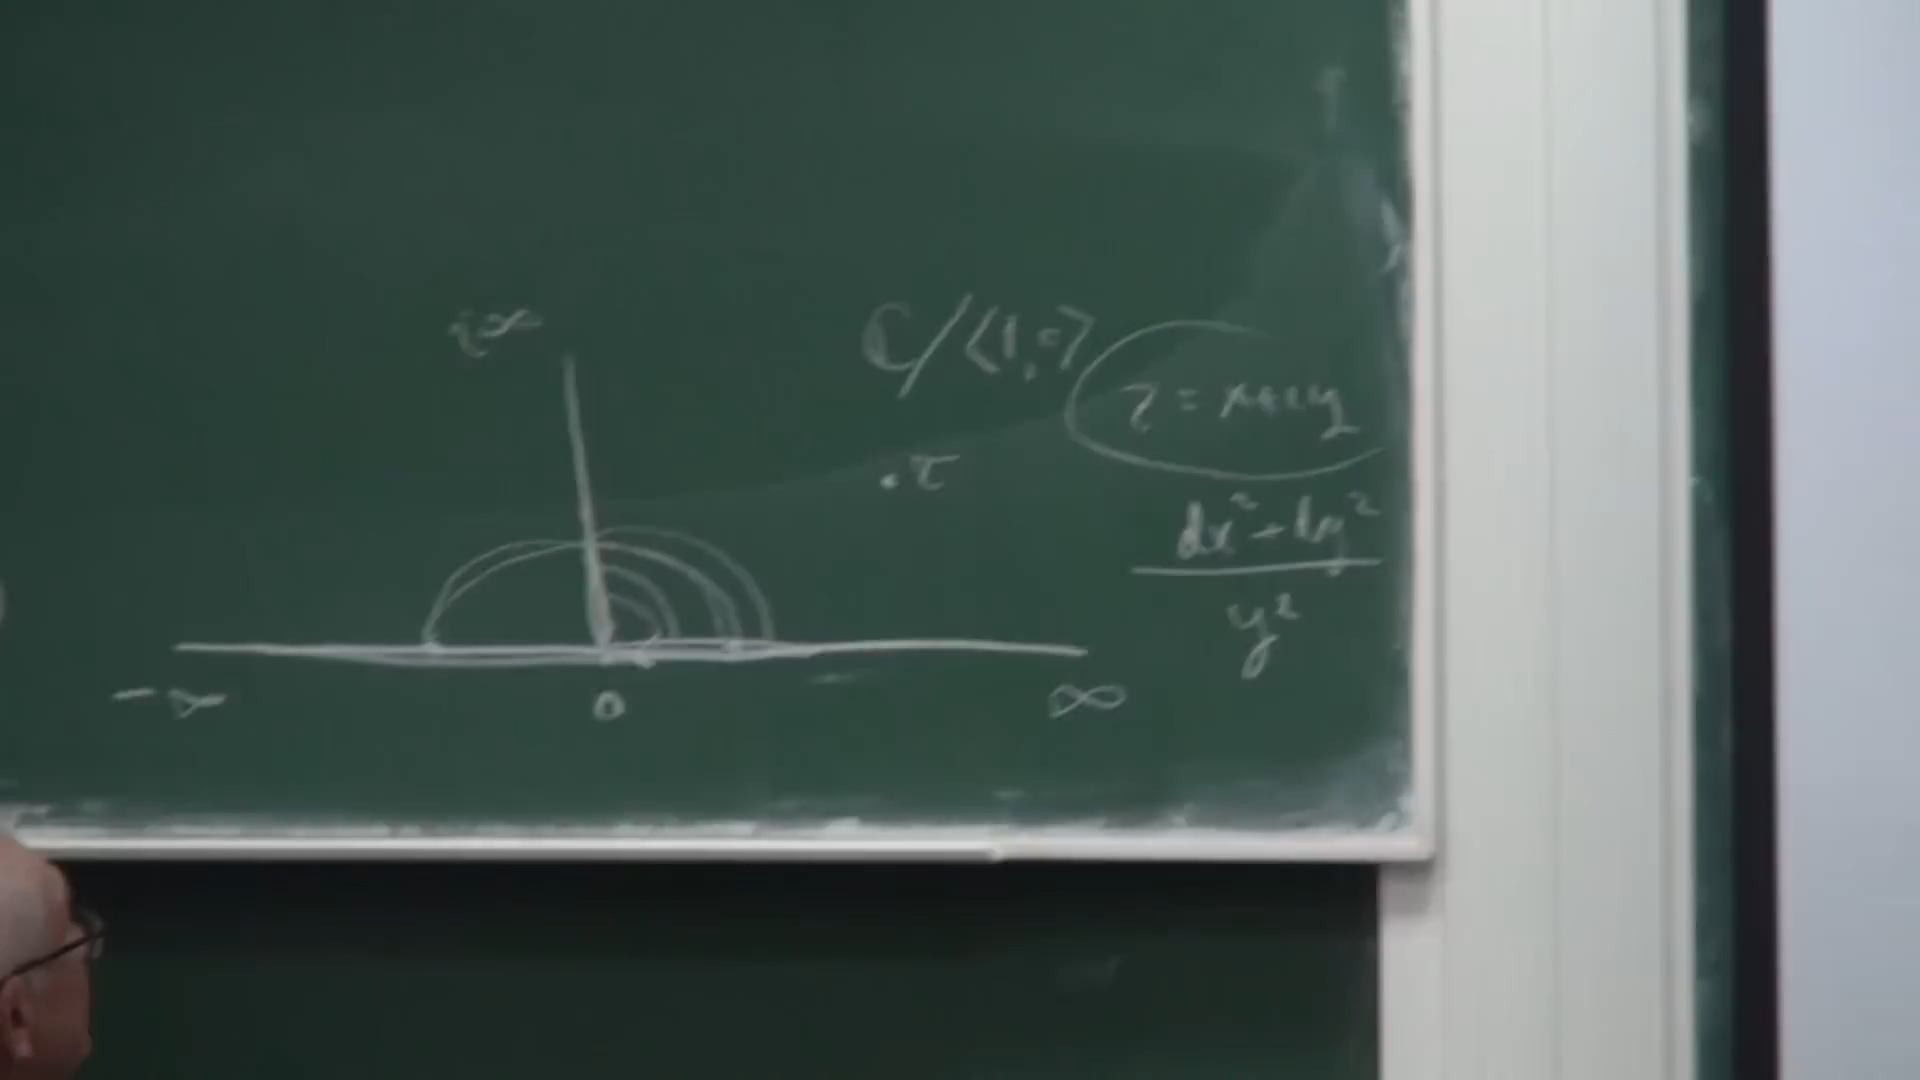 i∞
ℂ/⟨1,τ⟩
τ = x+iy
.τ
dx²+dy²
y²
-∞ 0 ∞